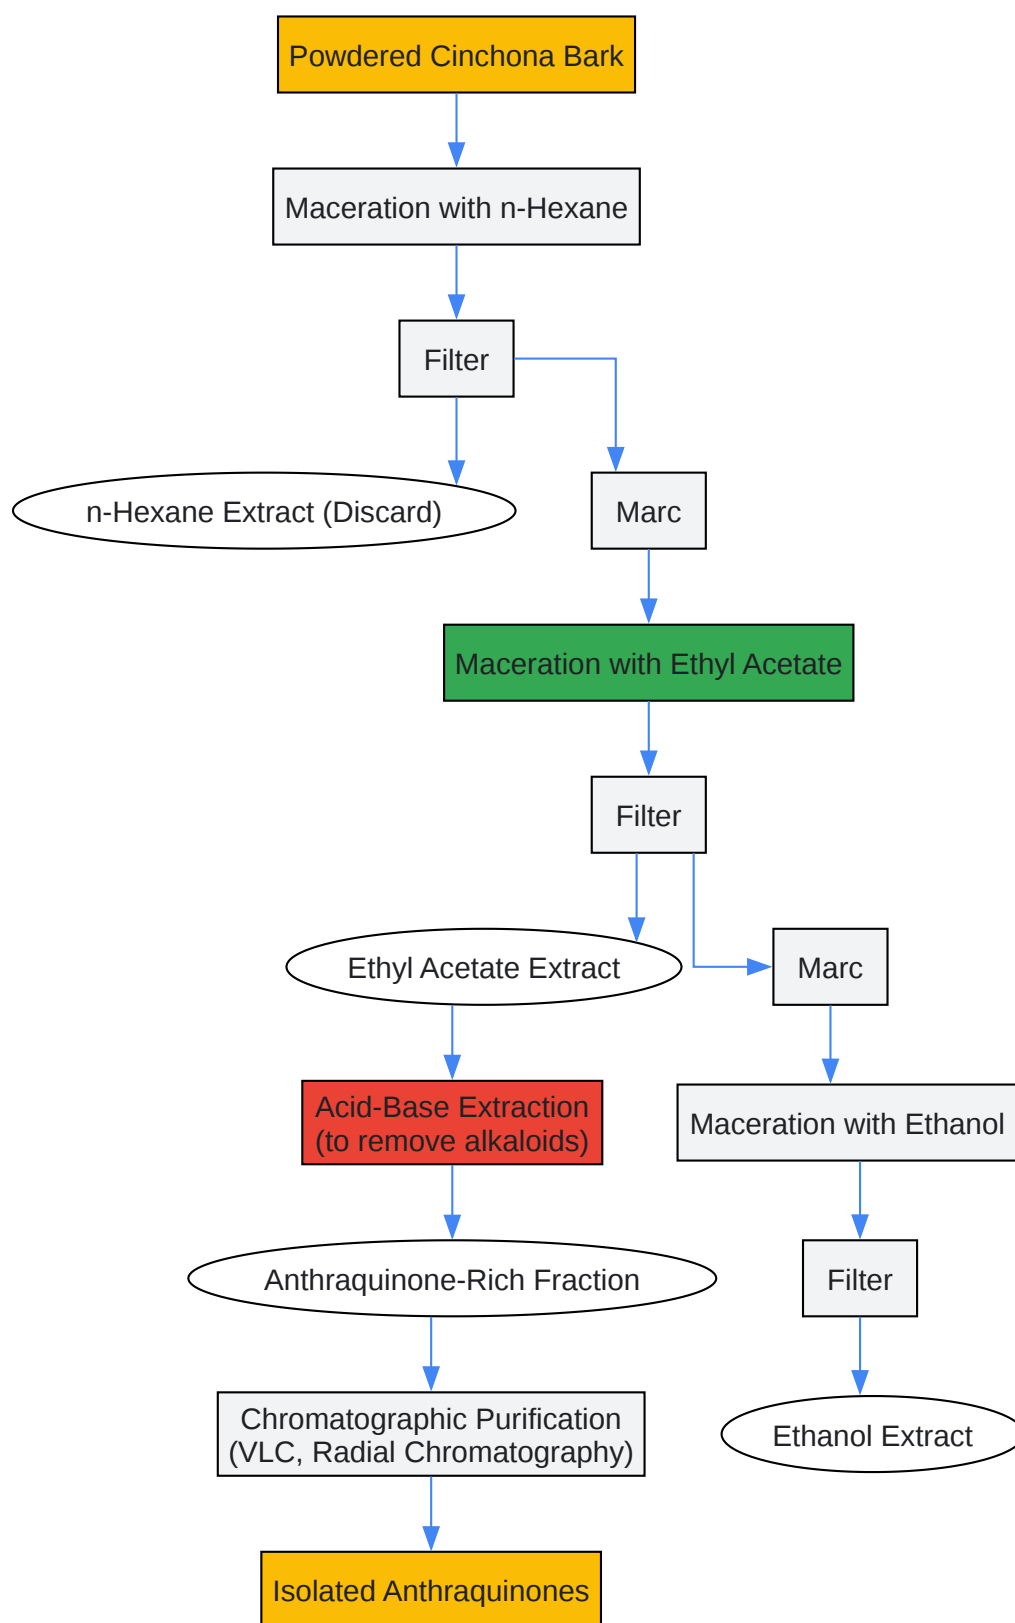 Powdered Cinchona Bark
Maceration with n-Hexane
Filter
n-Hexane Extract (Discard)
Marc
Maceration with Ethyl Acetate
Filter
Ethyl Acetate Extract
Marc
Acid-Base Extraction
(to remove alkaloids)
Maceration with Ethanol
Anthraquinone-Rich Fraction
Filter
Chromatographic Purification
(VLC, Radial Chromatography)
Ethanol Extract
Isolated Anthraquinones